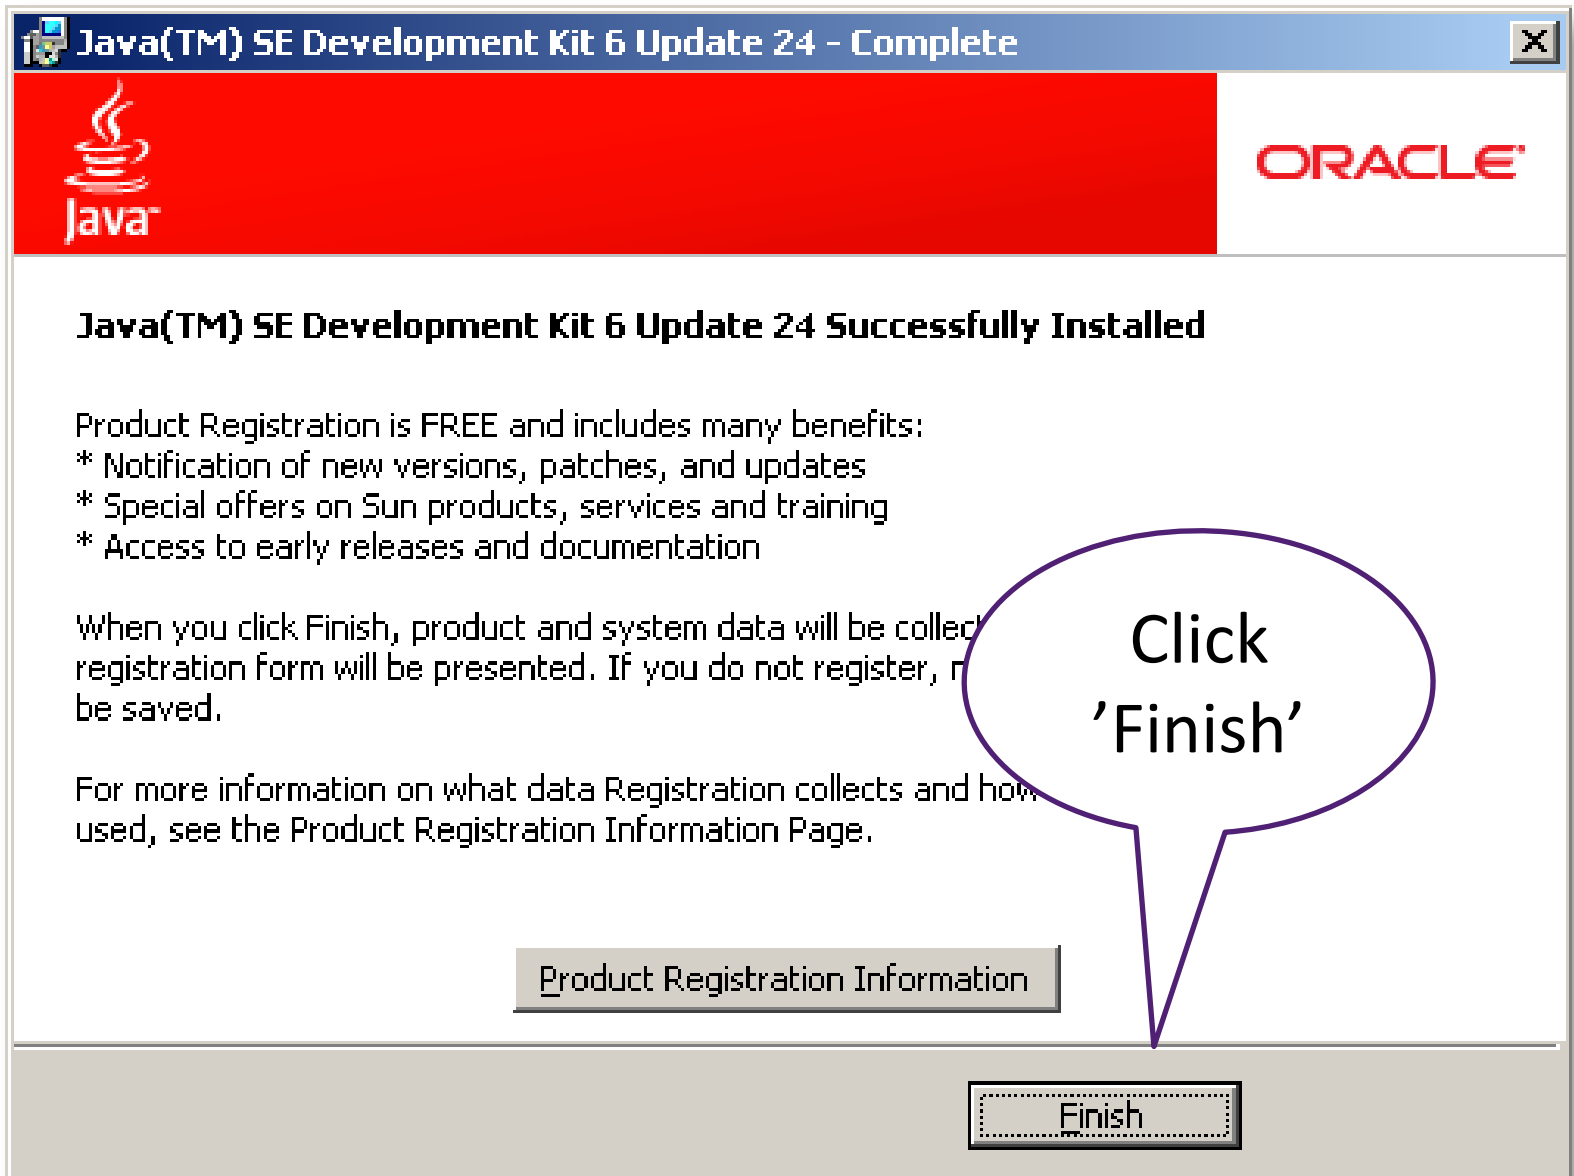 Java(TM) SE Development Kit 6 Update 24 - Complete
Java
ORACLE
Java(TM) SE Development Kit 6 Update 24 Successfully Installed
Product Registration is FREE and includes many benefits:
* Notification of new versions, patches, and updates
* Special offers on Sun products, services and training
* Access to early releases and documentation
When you click Finish, product and system data will be
registration form will be presented. If you do not register,
be saved.
For more information on what data Registration collects and how
used, see the Product Registration Information Page.
Click
’Finish’
Product Registration Information
Finish